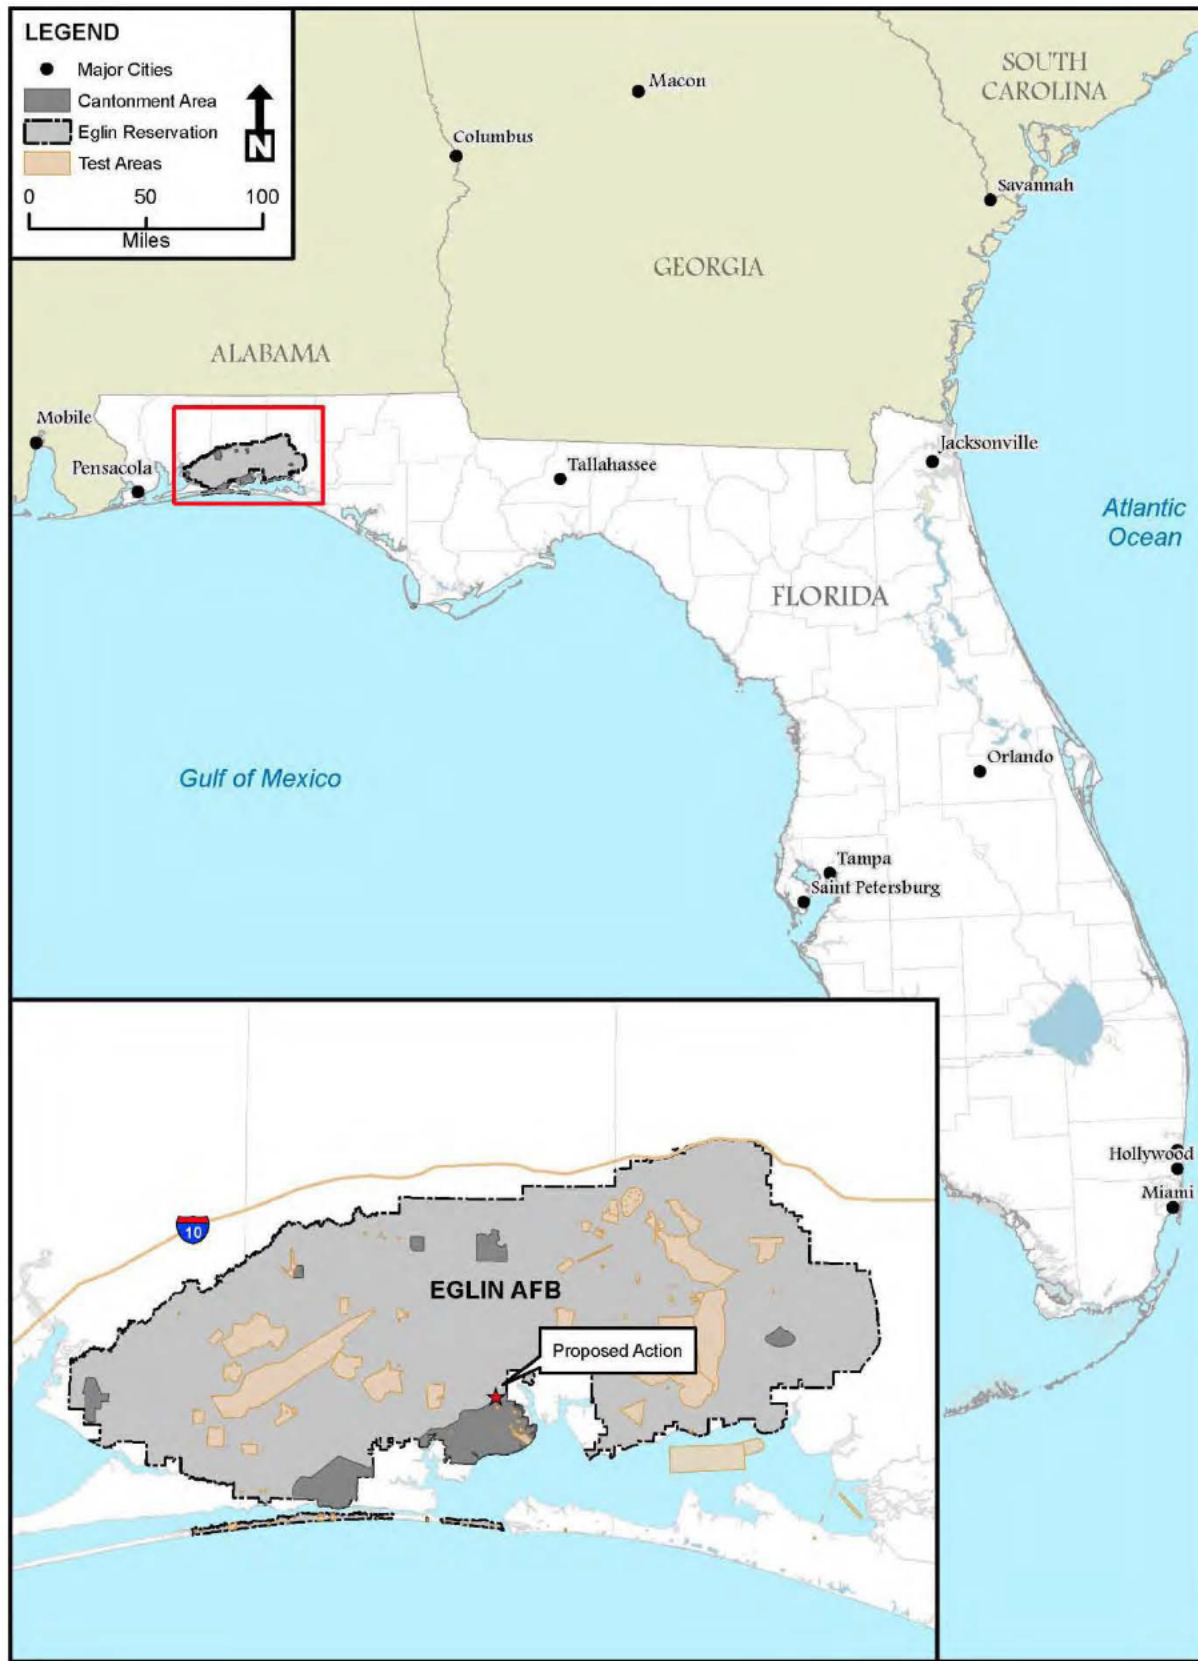 LEGEND
Major Cities
Cantonment Area
Eglin Reservation
Test Areas
N
0 50 100
Miles
Macon
SOUTH
CAROLINA
Columbus
Savannah
GEORGIA
ALABAMA
Mobile
Pensacola
Tallahassee
Jacksonville
Atlantic
Ocean
FLORIDA
Gulf of Mexico
Orlando
Tampa
Saint Petersburg
Hollywood
Miami
10
EGLIN AFB
Proposed Action